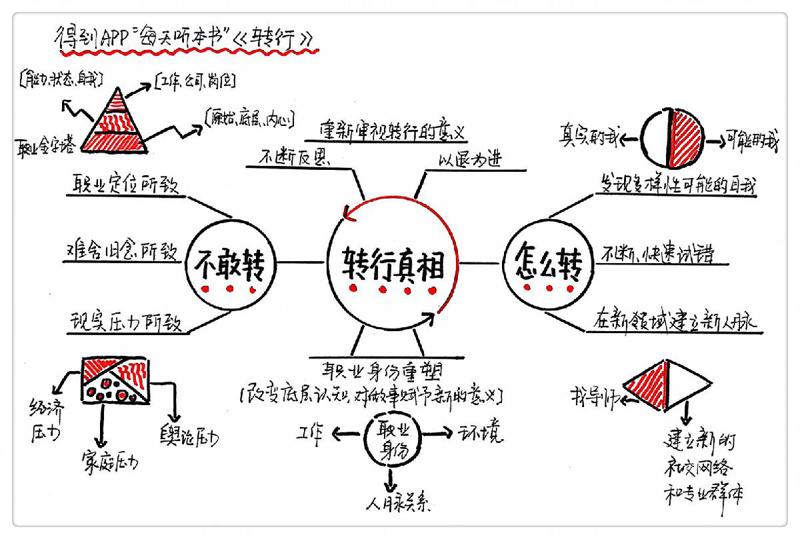 得到APP"每天听本书"《转行》
[能力、状态、自我]
[工作、公司、岗位]
[原始、底层、内心]
职业金字塔
重新审视转行的意义
不断反思
以退为进
真实的我
可能的我
职业定位所致
难舍旧念所致
现实压力所致
不敢转
转行真相
怎么转
发现多样性可能的自我
不断、快速试错
在新领域建立新人脉
经济
压力
家庭压力
舆论压力
职业身份重塑
[改变底层认知,对故事赋予新的意义]
工作
职业
身份
环境
人脉关系
指导师
建立新的
社交网络
和专业群体